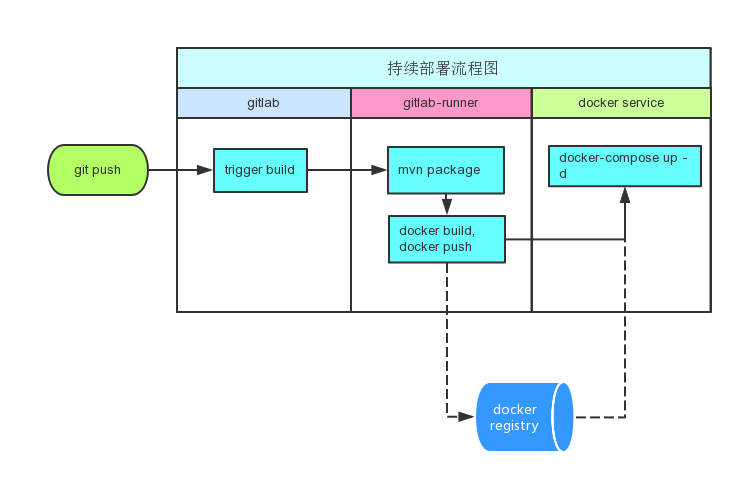 持续部署流程图
gitlab
gitlab-runner
docker service
git push
trigger build
mvn package
docker-compose up -
d
docker build,
docker push
docker
registry